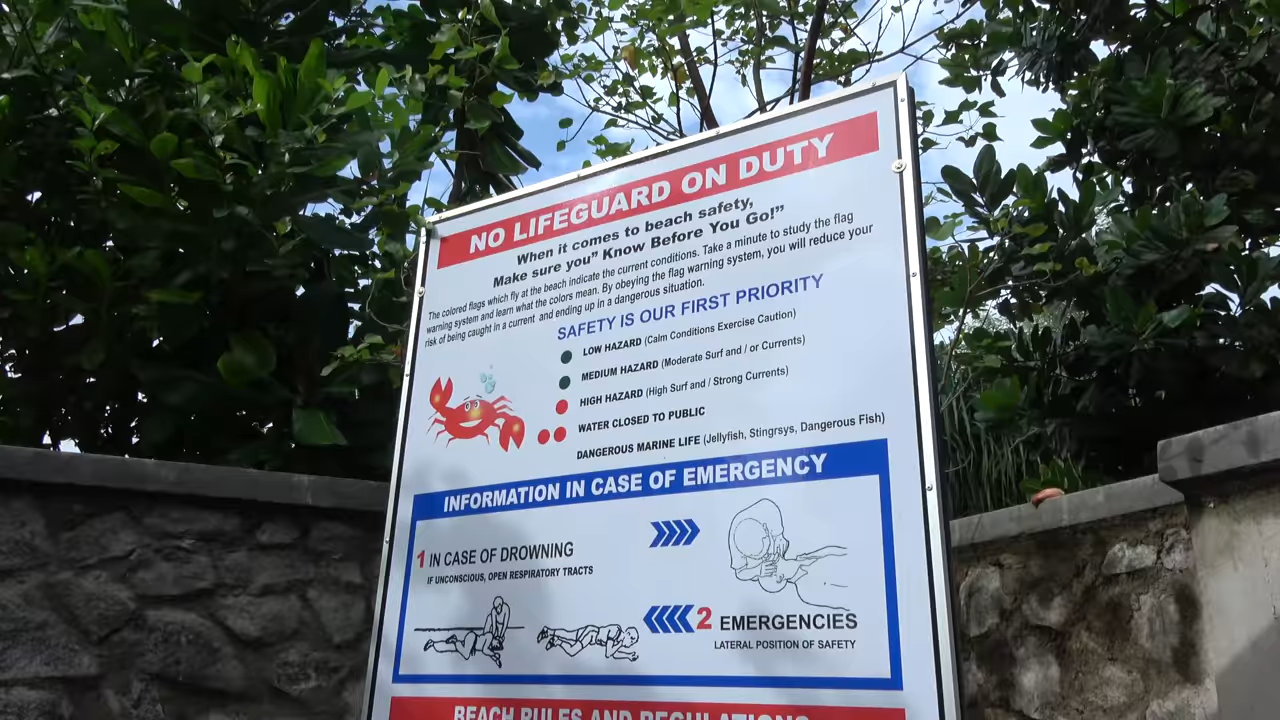 NO LIFEGUARD ON DUTY
When it comes to beach safety,
Make sure you” Know Before You Go!”
The colored flags which fly at the beach indicate the current conditions. Take a minute to study the flag
warning system and learn what the colors mean. By obeying the flag warning system, you will reduce your
risk of being caught in a current and ending up in a dangerous situation.
SAFETY IS OUR FIRST PRIORITY
LOW HAZARD (Calm Conditions Exercise Caution)
MEDIUM HAZARD (Moderate Surf and / or Currents)
HIGH HAZARD (High Surf and / Strong Currents)
WATER CLOSED TO PUBLIC
DANGEROUS MARINE LIFE (Jellyfish, Stingrsys, Dangerous Fish)
INFORMATION IN CASE OF EMERGENCY
1 IN CASE OF DROWNING
IF UNCONSCIOUS, OPEN RESPIRATORY TRACTS
2 EMERGENCIES
LATERAL POSITION OF SAFETY
BEACH RULES AND REGULATIONS